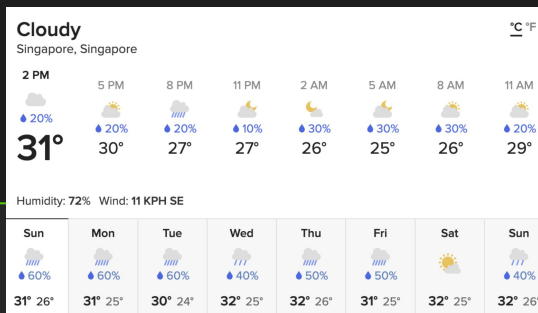 Cloudy
°C °F
Singapore, Singapore
2 PM 5 PM 8 PM 11 PM 2 AM 5 AM 8 AM 11 AM
20% 20% 20% 10% 30% 30% 30% 20%
31° 30° 27° 27° 26° 25° 26° 29°
Humidity: 72% Wind: 11 KPH SE
Sun Mon Tue Wed Thu Fri Sat Sun
60% 60% 60% 40% 50% 50% 40%
31° 26° 31° 25° 30° 24° 32° 25° 32° 26° 31° 25° 32° 25° 32° 26°